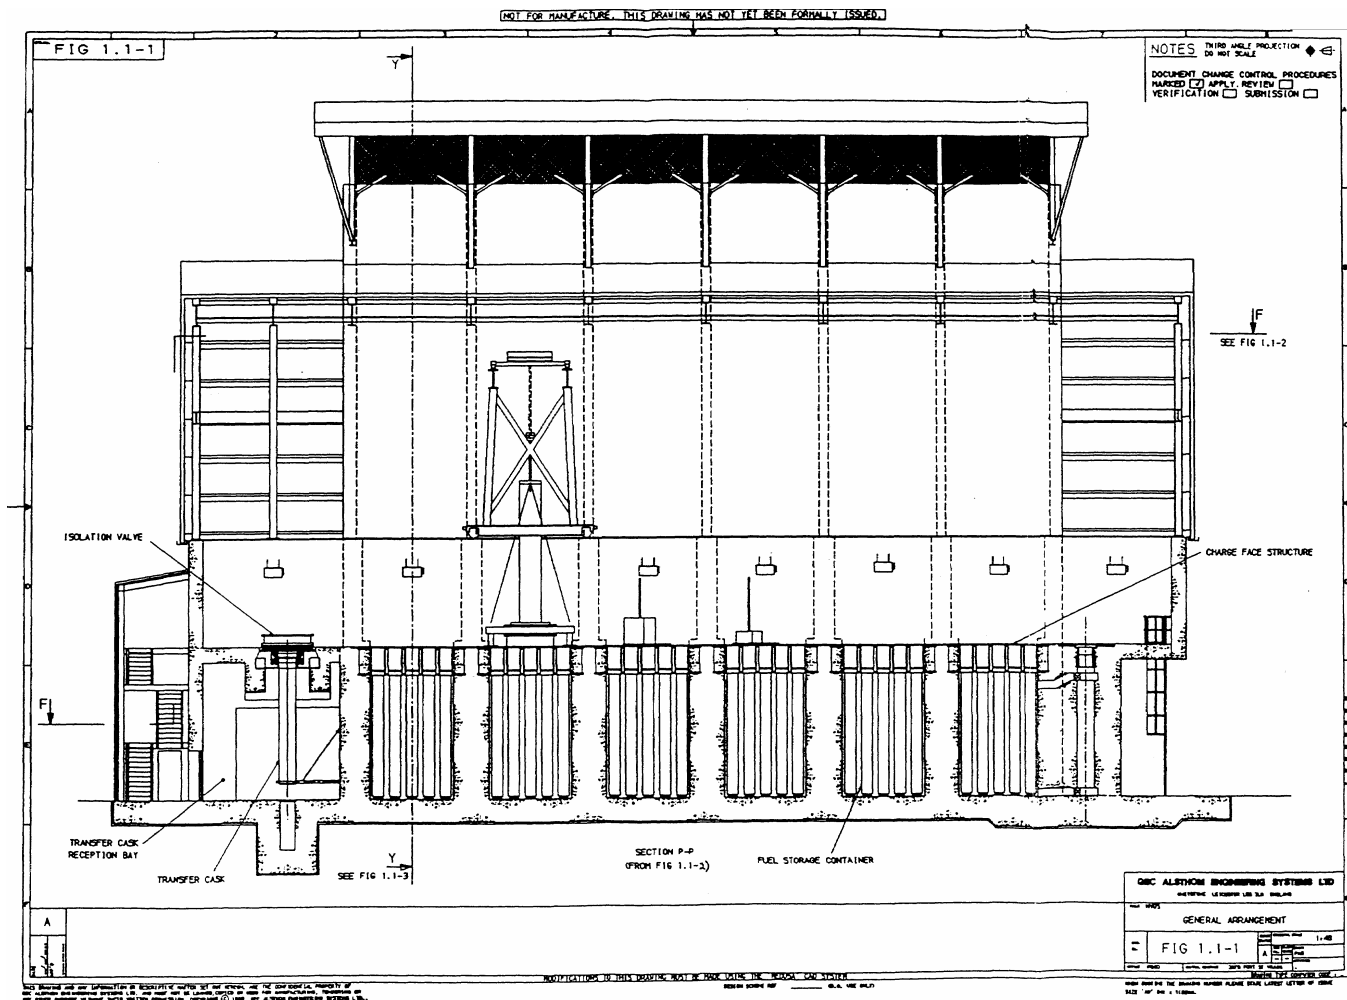 NOT FOR MANUFACTURE. THIS DRAWING HAS NOT YET BEEN FORMALLY ISSUED.
FIG 1.1-1
NOTES THIRD ANGLE PROJECTION
DO NOT SCALE
DOCUMENT CHANGE CONTROL PROCEDURES
MARKED ☑ APPLY. REVIEW ☐
VERIFICATION ☐ SUBMISSION ☐
Y
F
SEE FIG 1.1-2
ISOLATION VALVE
CHARGE FACE STRUCTURE
F
TRANSFER CASK
RECEPTION BAY
TRANSFER CASK
Y
SEE FIG 1.1-3
SECTION P-P
(FROM FIG 1.1-2)
FUEL STORAGE CONTAINER
GEC ALSTHOM ENGINEERING SYSTEMS LTD
A
GENERAL ARRANGEMENT
FIG 1.1-1
A
MODIFICATIONS TO THIS DRAWING MUST BE MADE USING THE MEDUSA CAD SYSTEM